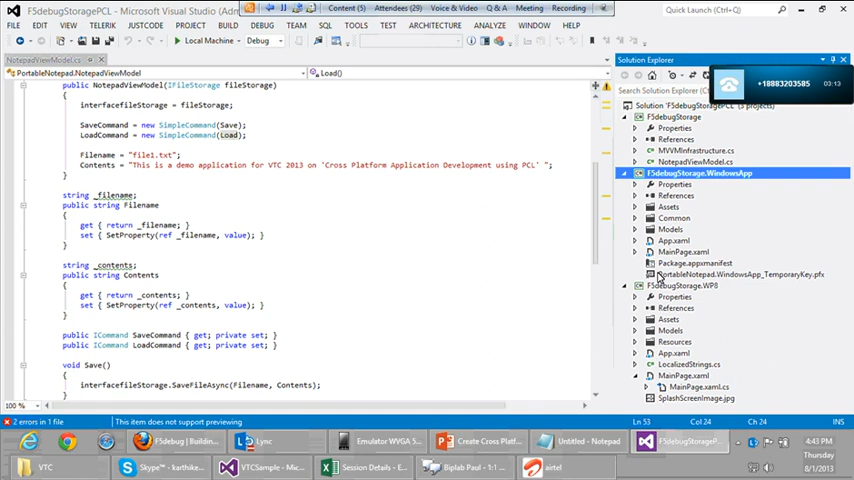 F5debugStoragePCL - Microsoft Visual Studio (Adm
Content (5) Attendees (29) Voice & Video Q & A Meeting Recording
Quick Launch (Ctrl+Q)
FILE EDIT VIEW TELERIK JUSTCODE PROJECT BUILD DEBUG TEAM SQL TOOLS TEST ARCHITECTURE ANALYZE WINDOW HELP
Local Machine Debug
NotepadViewModel.cs
PortableNotepad.NotepadViewModel
Load()
public NotepadViewModel(IFileStorage fileStorage)
{
interfacefileStorage = fileStorage;
SaveCommand = new SimpleCommand(Save);
LoadCommand = new SimpleCommand(Load);
Filename = "file1.txt";
Contents = "This is a demo application for VTC 2013 on 'Cross Platform Application Development using PCL' ";
}
string _filename;
public string Filename
{
get { return _filename; }
set { SetProperty(ref _filename, value); }
}
string _contents;
public string Contents
{
get { return _contents; }
set { SetProperty(ref _contents, value); }
}
public ICommand SaveCommand { get; private set; }
public ICommand LoadCommand { get; private set; }
void Save()
{
interfacefileStorage.SaveFileAsync(Filename, Contents);
100 %
Solution Explorer
+18883203585
03:13
Search Solution Explorer
Solution 'F5debugStoragePCL' (3 projects)
F5debugStorage
Properties
References
MVVMInfrastructure.cs
NotepadViewModel.cs
F5debugStorage.WindowsApp
Properties
References
Assets
Common
Models
App.xaml
MainPage.xaml
Package.appxmanifest
PortableNotepad.WindowsApp_TemporaryKey.pfx
F5debugStorage.WP8
Properties
References
Assets
Models
Resources
App.xaml
LocalizedStrings.cs
MainPage.xaml
MainPage.xaml.cs
SplashScreenImage.jpg
2 errors in 1 file
This item does not support previewing
Ln 53 Col 24 Ch 24 INS
F5debug | Building...
Lync
Emulator WVGA 5...
Create Cross Platf...
Untitled - Notepad
F5debugStorageP...
4:43 PM
Thursday
8/1/2013
VTC
Skype™ - karthike...
VTCSample - Mic...
Session Details - E...
Biplab Paul - 1:1 ...
airtel